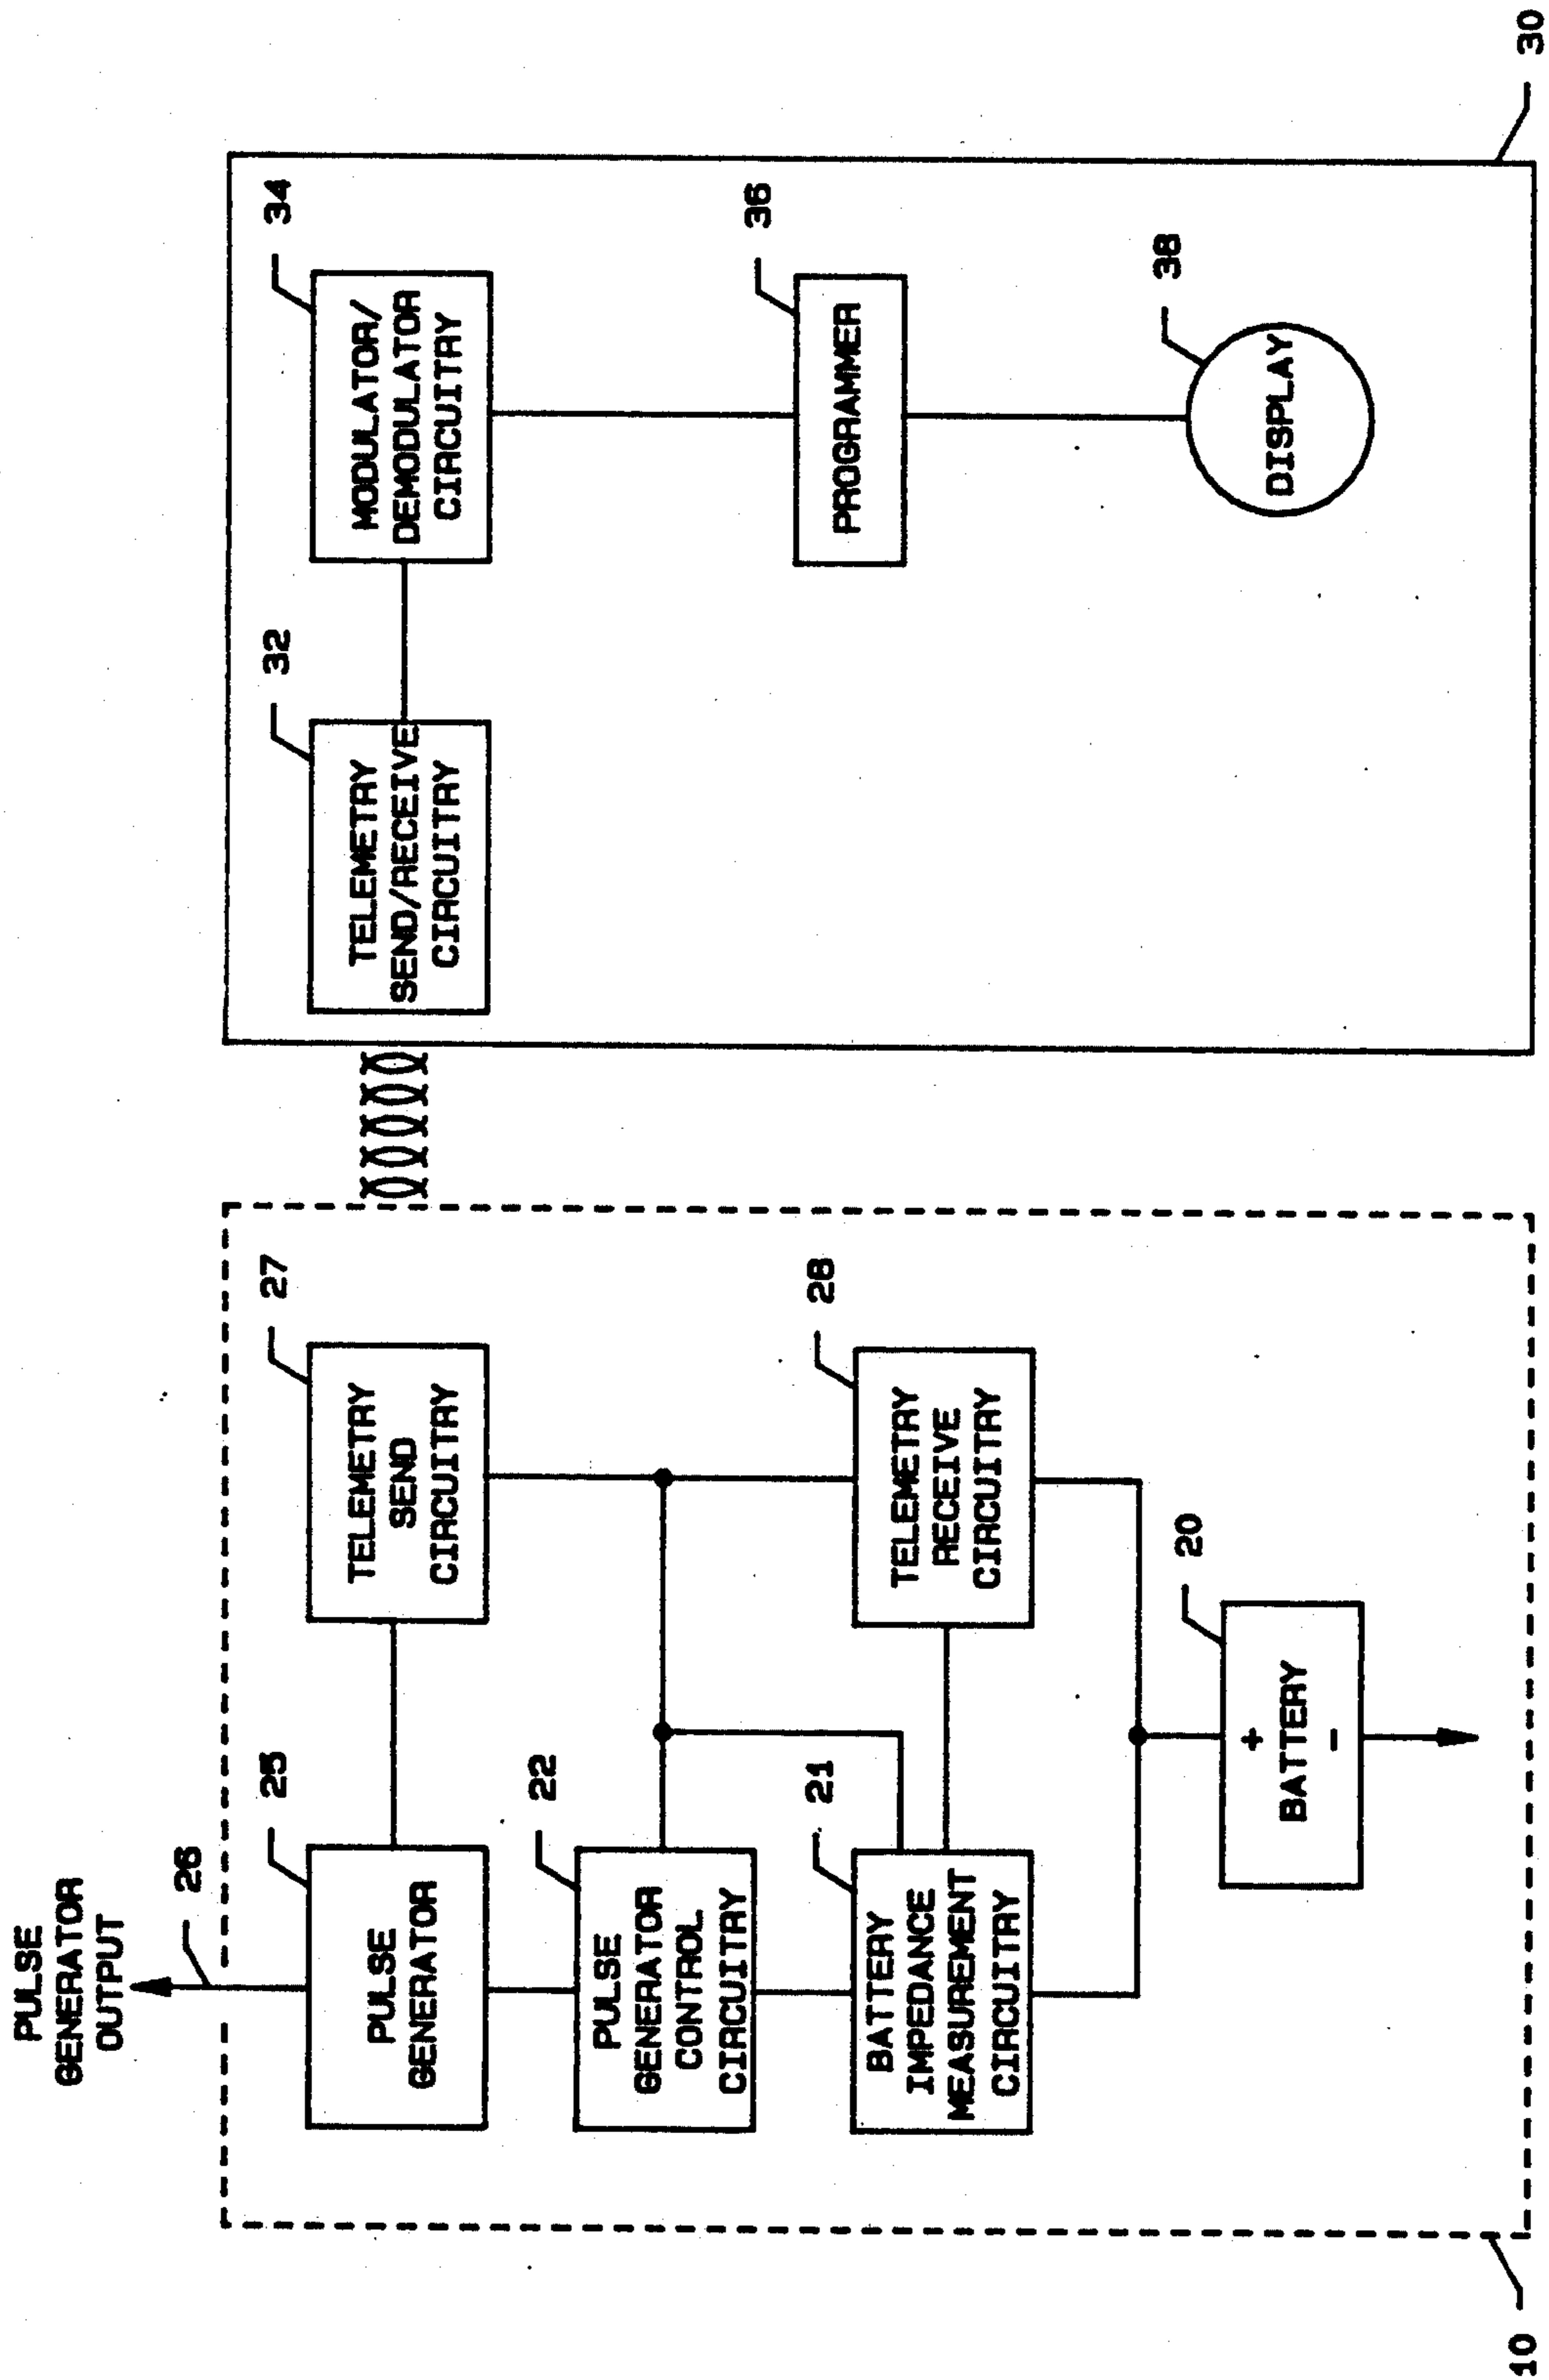 PULSE
GENERATOR
OUTPUT
26
25
PULSE
GENERATOR
27
TELEMETRY
SEND
CIRCUITRY
22
PULSE
GENERATOR
CONTROL
CIRCUITRY
21
BATTERY
IMPEDANCE
MEASUREMENT
CIRCUITRY
28
TELEMETRY
RECEIVE
CIRCUITRY
20
+
BATTERY
-
10
32
TELEMETRY
SEND/RECEIVE
CIRCUITRY
34
MODULATOR/
DEMODULATOR
CIRCUITRY
36
PROGRAMMER
38
DISPLAY
30